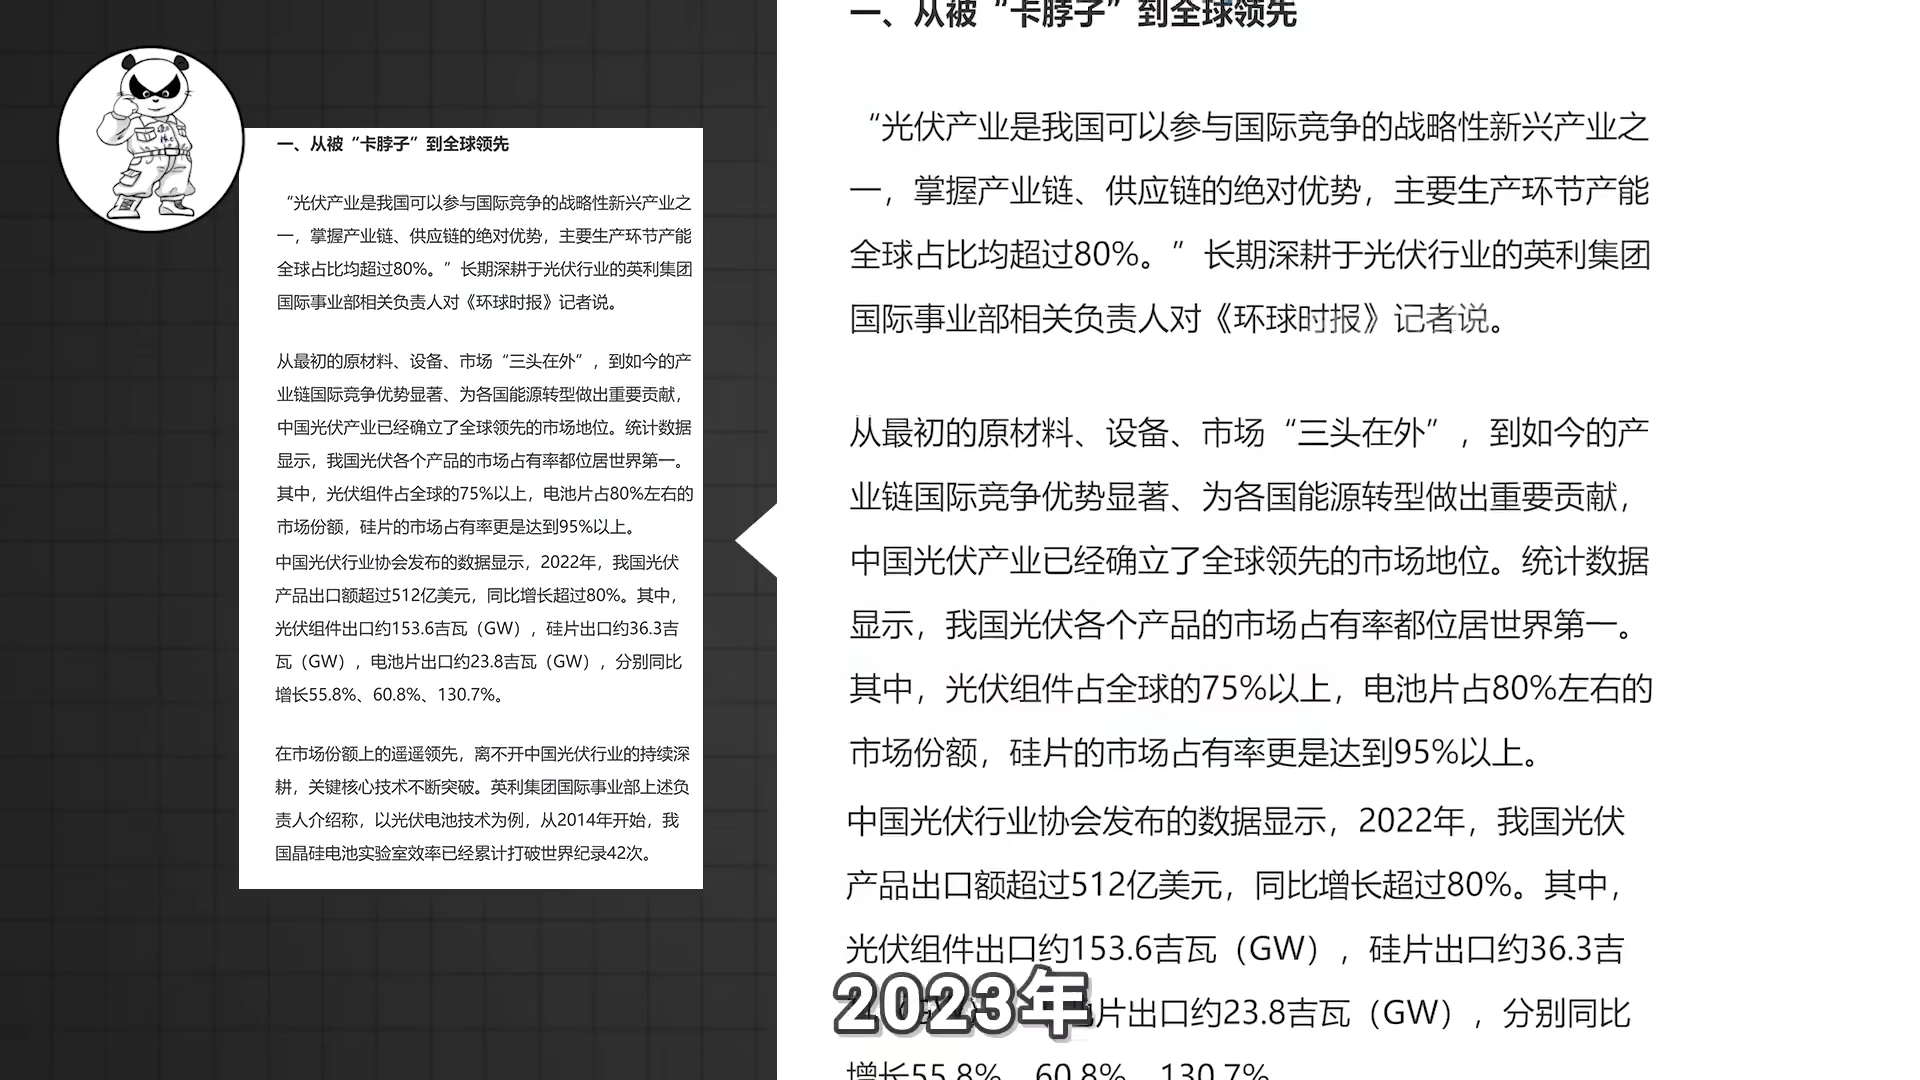 一、从被“卡脖子”到全球领先
“光伏产业是我国可以参与国际竞争的战略性新兴产业之
一，掌握产业链、供应链的绝对优势，主要生产环节产能
全球占比均超过80%。”长期深耕于光伏行业的英利集团
国际事业部相关负责人对《环球时报》记者说。
从最初的原材料、设备、市场“三头在外”，到如今的产
业链国际竞争优势显著、为各国能源转型做出重要贡献，
中国光伏产业已经确立了全球领先的市场地位。统计数据
显示，我国光伏各个产品的市场占有率都位居世界第一。
其中，光伏组件占全球的75%以上，电池片占80%左右的
市场份额，硅片的市场占有率更是达到95%以上。
中国光伏行业协会发布的数据显示，2022年，我国光伏
产品出口额超过512亿美元，同比增长超过80%。其中，
光伏组件出口约153.6吉瓦（GW），硅片出口约36.3吉
瓦（GW），电池片出口约23.8吉瓦（GW），分别同比
增长55.8%、60.8%、130.7%。
在市场份额上的遥遥领先，离不开中国光伏行业的持续深
耕，关键核心技术不断突破。英利集团国际事业部上述负
责人介绍称，以光伏电池技术为例，从2014年开始，我
国晶硅电池实验室效率已经累计打破世界纪录42次。
一、从被“卡脖子”到全球领先
“光伏产业是我国可以参与国际竞争的战略性新兴产业之
一，掌握产业链、供应链的绝对优势，主要生产环节产能
全球占比均超过80%。”长期深耕于光伏行业的英利集团
国际事业部相关负责人对《环球时报》记者说。
从最初的原材料、设备、市场“三头在外”，到如今的产
业链国际竞争优势显著、为各国能源转型做出重要贡献，
中国光伏产业已经确立了全球领先的市场地位。统计数据
显示，我国光伏各个产品的市场占有率都位居世界第一。
其中，光伏组件占全球的75%以上，电池片占80%左右的
市场份额，硅片的市场占有率更是达到95%以上。
中国光伏行业协会发布的数据显示，2022年，我国光伏
产品出口额超过512亿美元，同比增长超过80%。其中，
光伏组件出口约153.6吉瓦（GW），硅片出口约36.3吉
片出口约23.8吉瓦（GW），分别同比
增长55.8%、60.8%、130.7%。
2023年